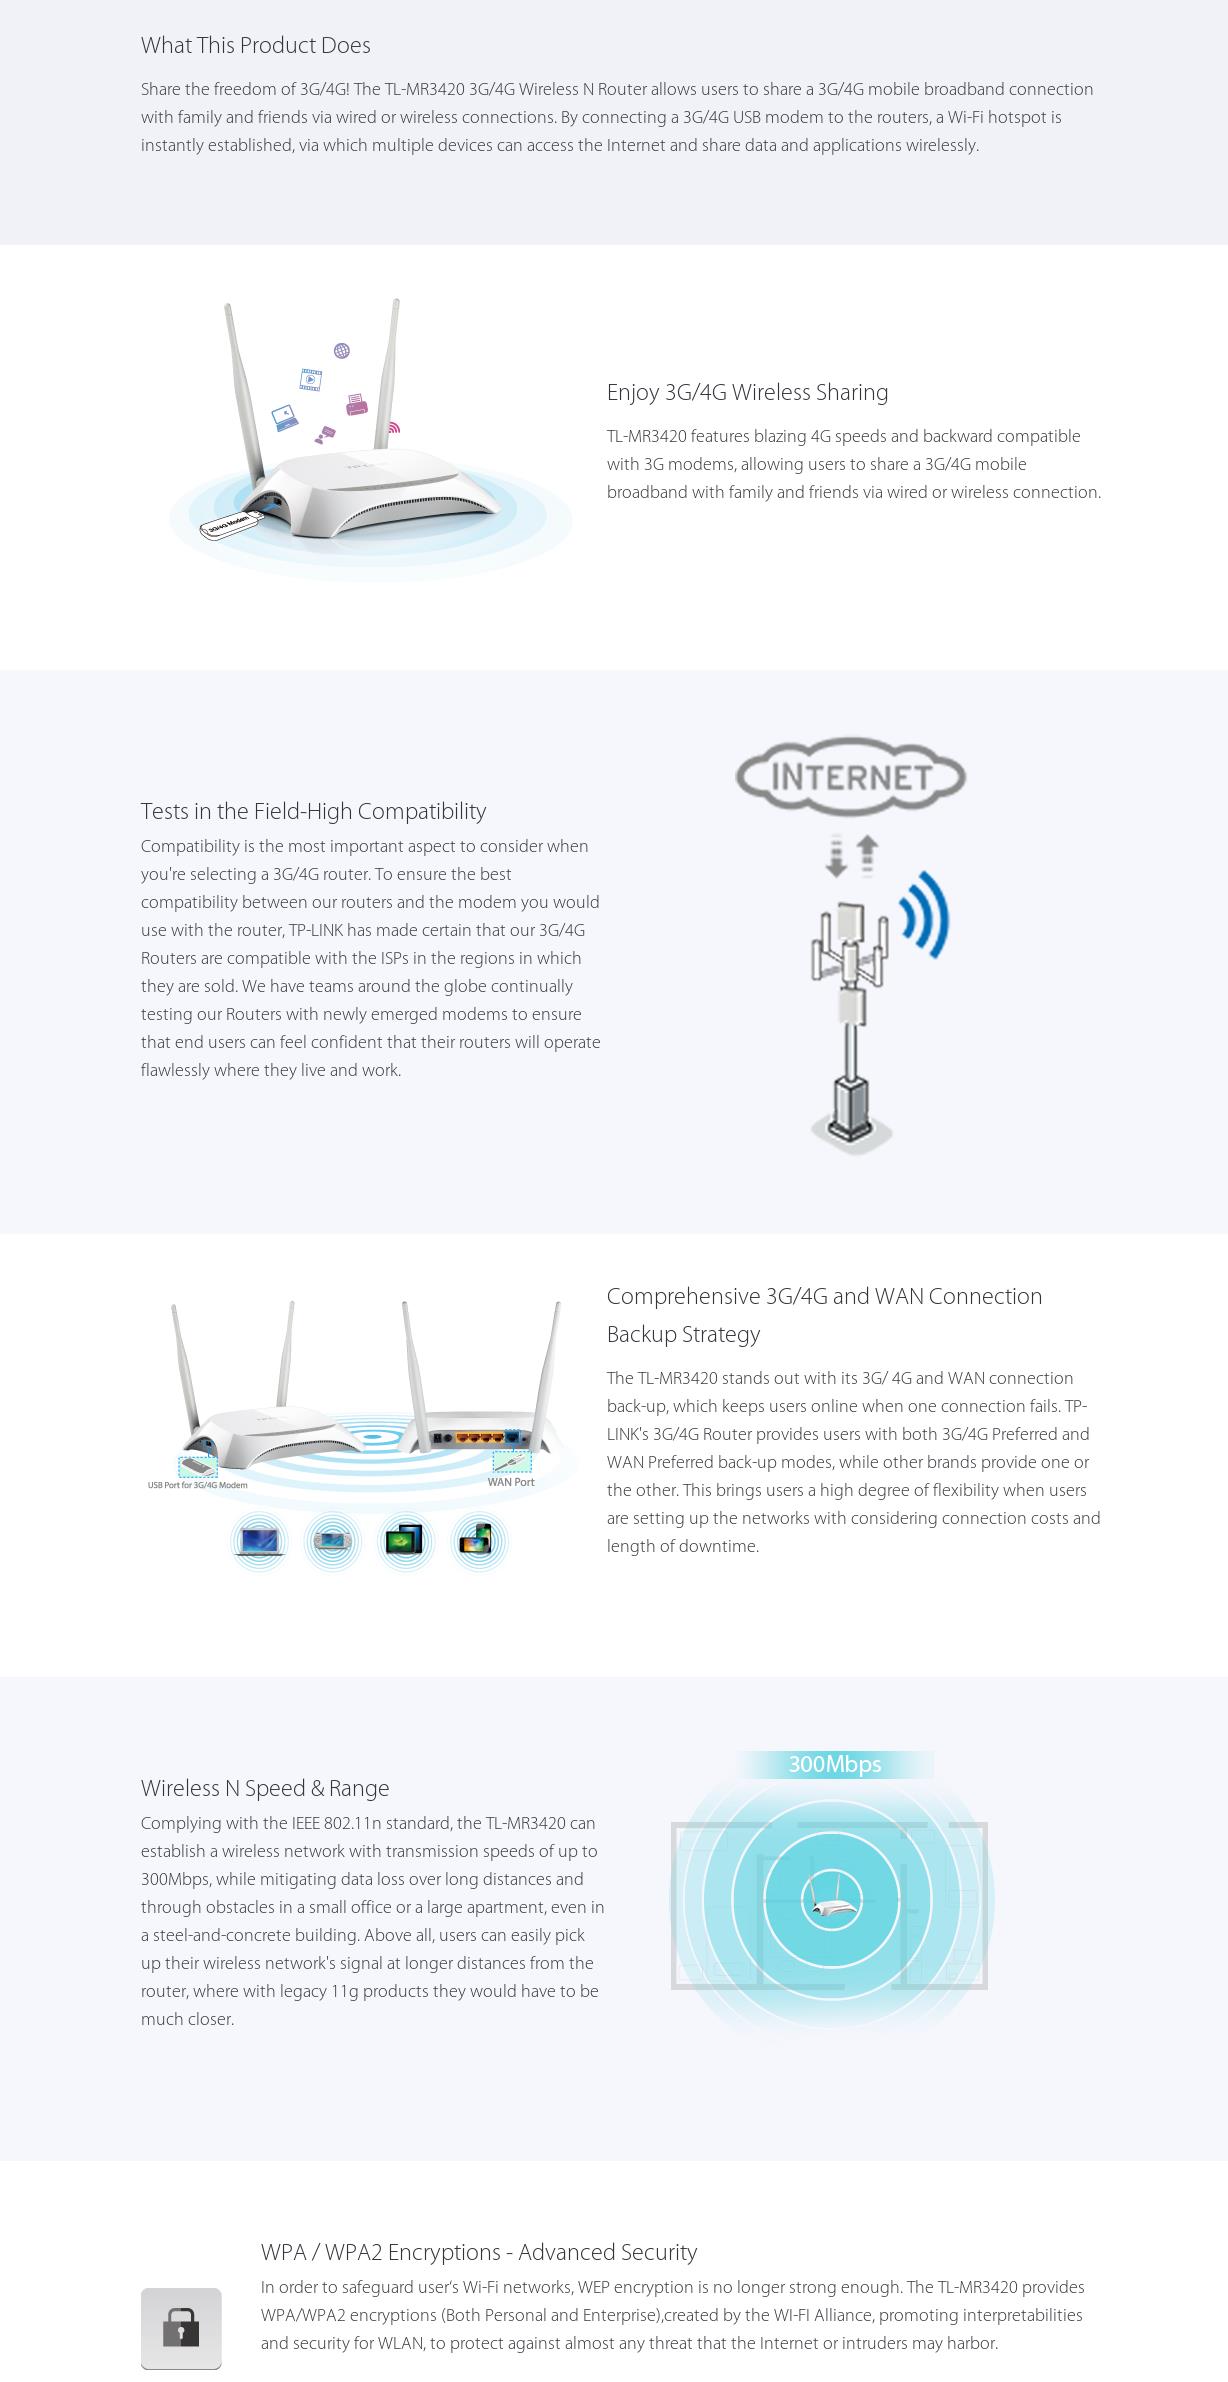 What This Product Does
Share the freedom of 3G/4G! The TL-MR3420 3G/4G Wireless N Router allows users to share a 3G/4G mobile broadband connection
with family and friends via wired or wireless connections. By connecting a 3G/4G USB modem to the routers, a Wi-Fi hotspot is
instantly established, via which multiple devices can access the Internet and share data and applications wirelessly.
3G/4G Modem
Enjoy 3G/4G Wireless Sharing
TL-MR3420 features blazing 4G speeds and backward compatible
with 3G modems, allowing users to share a 3G/4G mobile
broadband with family and friends via wired or wireless connection.
INTERNET
Tests in the Field-High Compatibility
Compatibility is the most important aspect to consider when
you're selecting a 3G/4G router. To ensure the best
compatibility between our routers and the modem you would
use with the router, TP-LINK has made certain that our 3G/4G
Routers are compatible with the ISPs in the regions in which
they are sold. We have teams around the globe continually
testing our Routers with newly emerged modems to ensure
that end users can feel confident that their routers will operate
flawlessly where they live and work.
USB Port for 3G/4G Modem
WAN Port
Comprehensive 3G/4G and WAN Connection
Backup Strategy
The TL-MR3420 stands out with its 3G/ 4G and WAN connection
back-up, which keeps users online when one connection fails. TP-
LINK's 3G/4G Router provides users with both 3G/4G Preferred and
WAN Preferred back-up modes, while other brands provide one or
the other. This brings users a high degree of flexibility when users
are setting up the networks with considering connection costs and
length of downtime.
300Mbps
Wireless N Speed & Range
Complying with the IEEE 802.11n standard, the TL-MR3420 can
establish a wireless network with transmission speeds of up to
300Mbps, while mitigating data loss over long distances and
through obstacles in a small office or a large apartment, even in
a steel-and-concrete building. Above all, users can easily pick
up their wireless network's signal at longer distances from the
router, where with legacy 11g products they would have to be
much closer.
WPA / WPA2 Encryptions - Advanced Security
In order to safeguard user's Wi-Fi networks, WEP encryption is no longer strong enough. The TL-MR3420 provides
WPA/WPA2 encryptions (Both Personal and Enterprise),created by the WI-FI Alliance, promoting interpretabilities
and security for WLAN, to protect against almost any threat that the Internet or intruders may harbor.